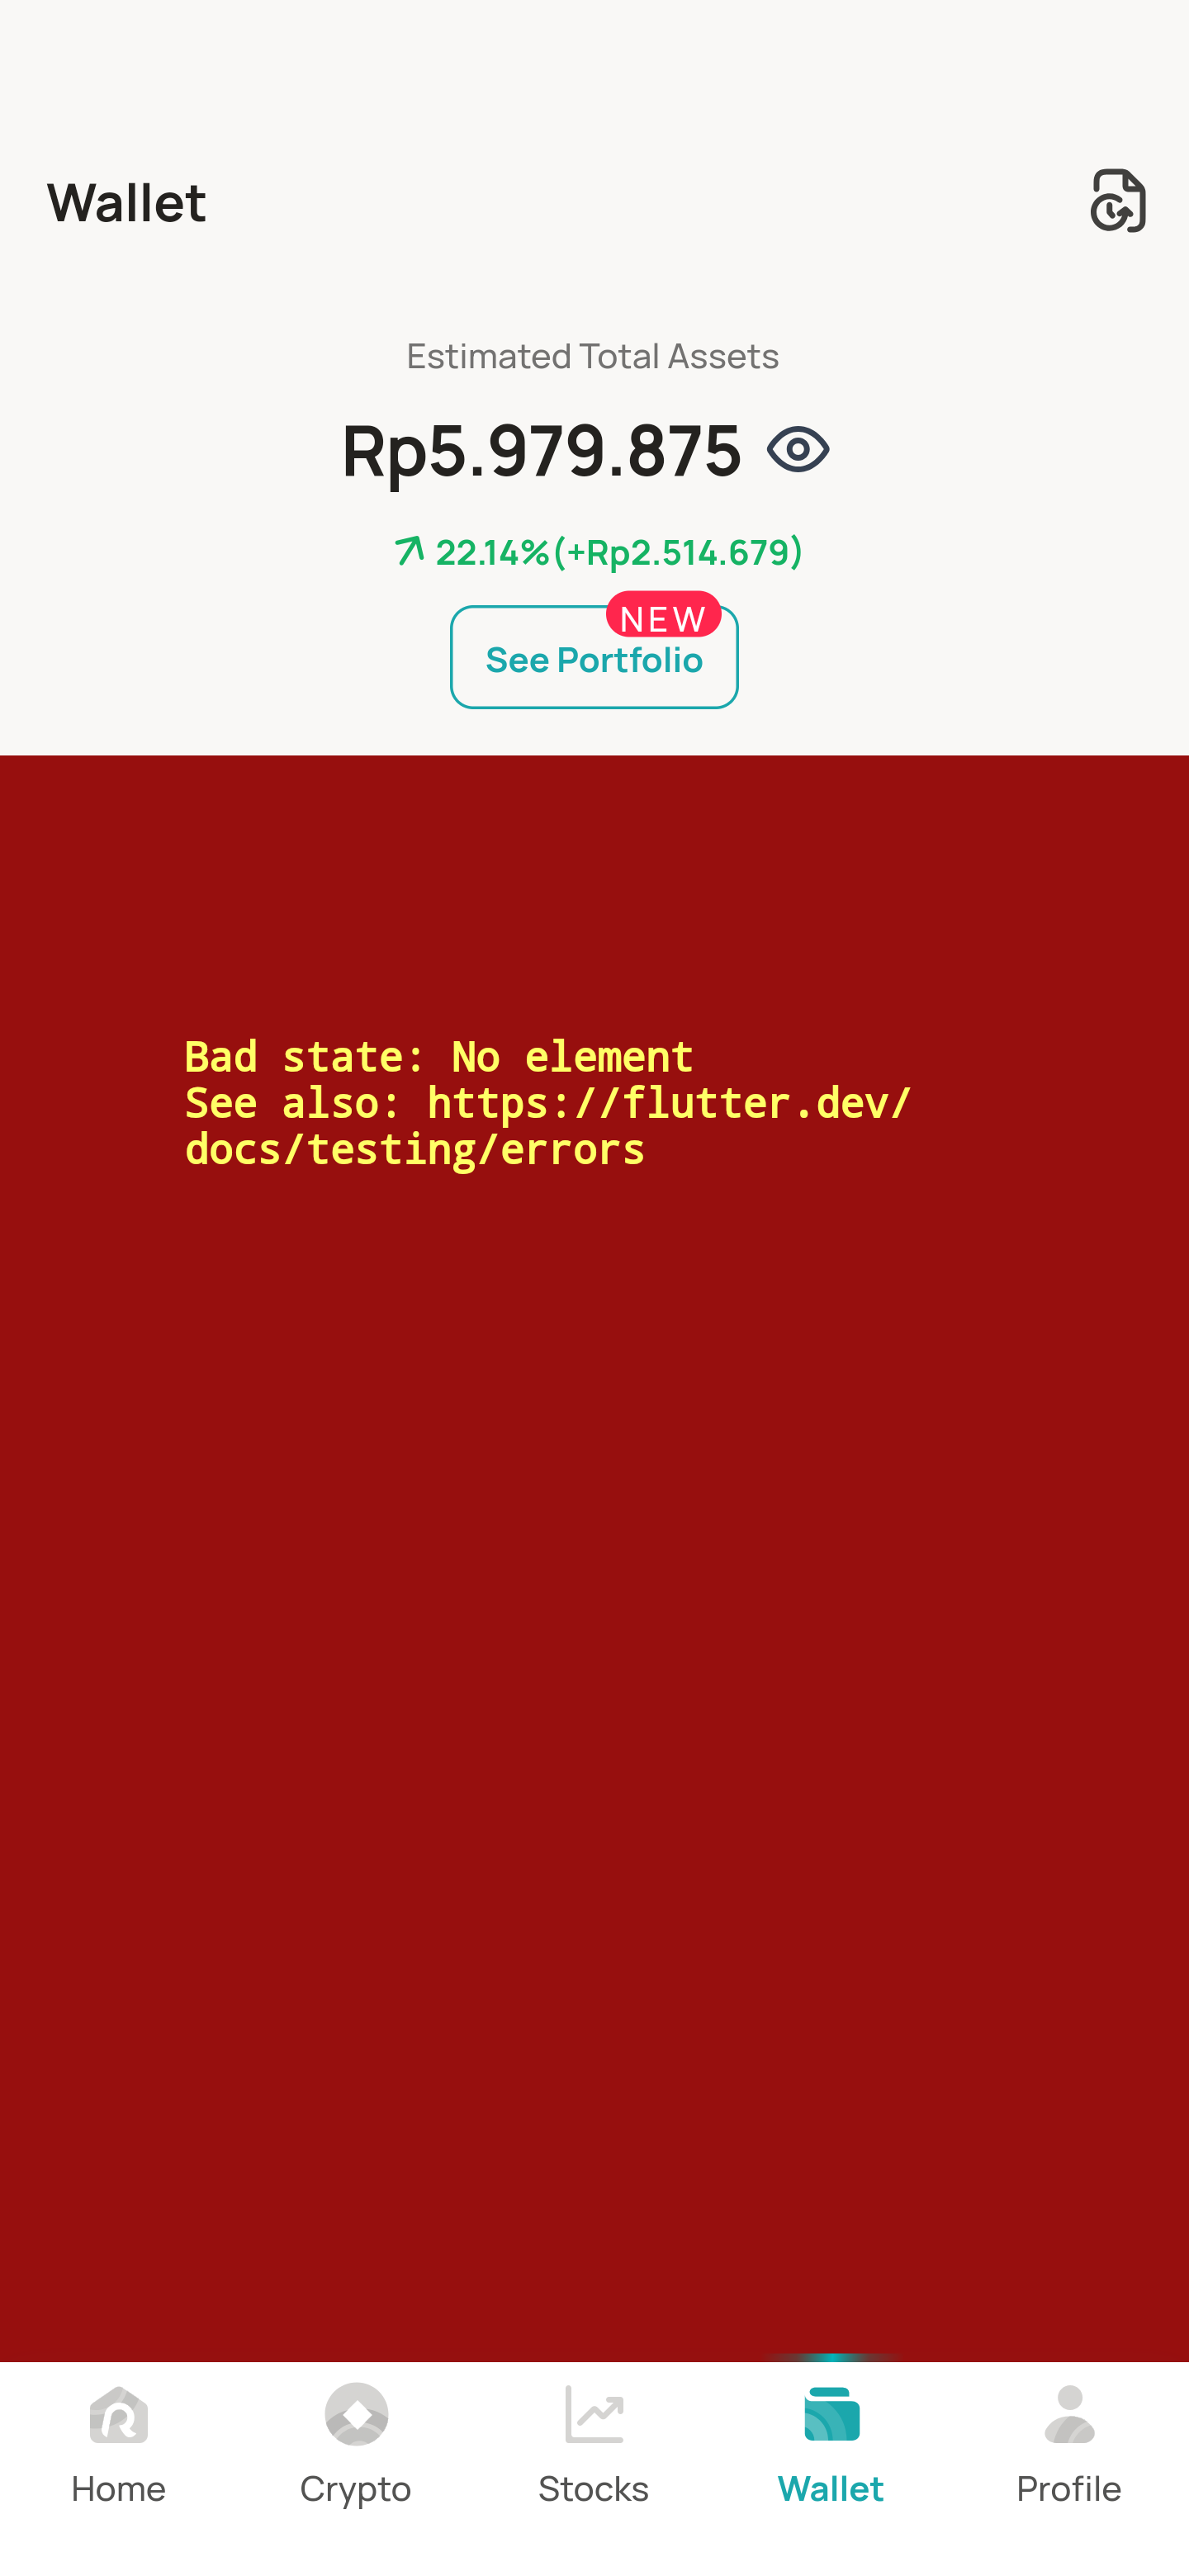 Wallet
Estimated Total Assets
Rp5.979.875
22.14%(+Rp2.514.679)
NEW
See Portfolio
Bad state: No element
See also: https://flutter.dev/
docs/testing/errors
Home
Crypto
Stocks
Wallet
Profile